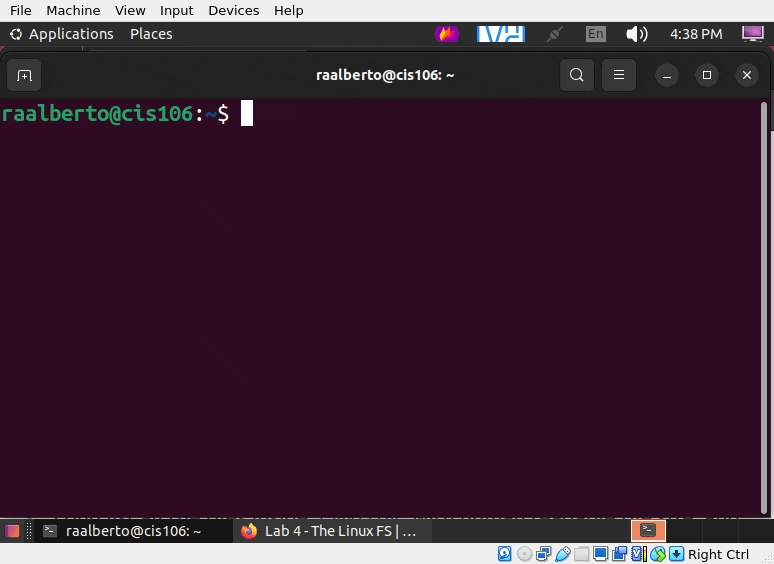 File Machine View Input Devices Help
Applications Places En 4:38 PM
raalberto@cis106: ~
raalberto@cis106:~$
raalberto@cis106: ~ Lab 4 - The Linux FS | ...
Right Ctrl